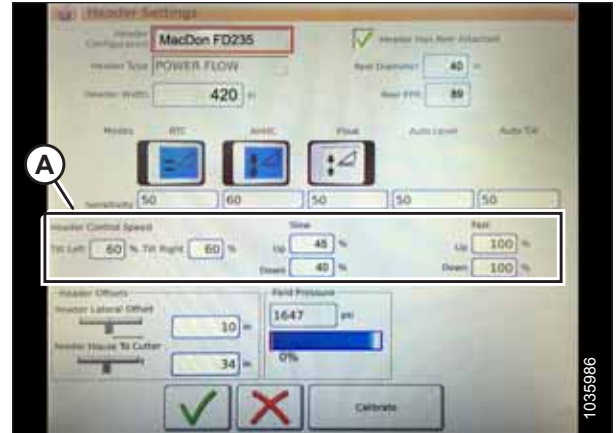 Header Settings
Header Configuration MacDon FD235 Header Has Reel Attached
Header Type POWER FLOW Reel Diameter 40 in
Header Width 420 in Reel PPR 89
Modes RTC AHHC Float Auto Level Auto Tilt
Sensitivity 50 60 50 50 50
A
Header Control Speed Slow Fast
Tilt Left 60 % Tilt Right 60 % Up 48 % Up 100 %
Down 40 % Down 100 %
Header Offsets Field Pressure
Header Lateral Offset 1647 psi
10 in
Feeder House To Cutter 0%
34 in
Calibrate
1035986